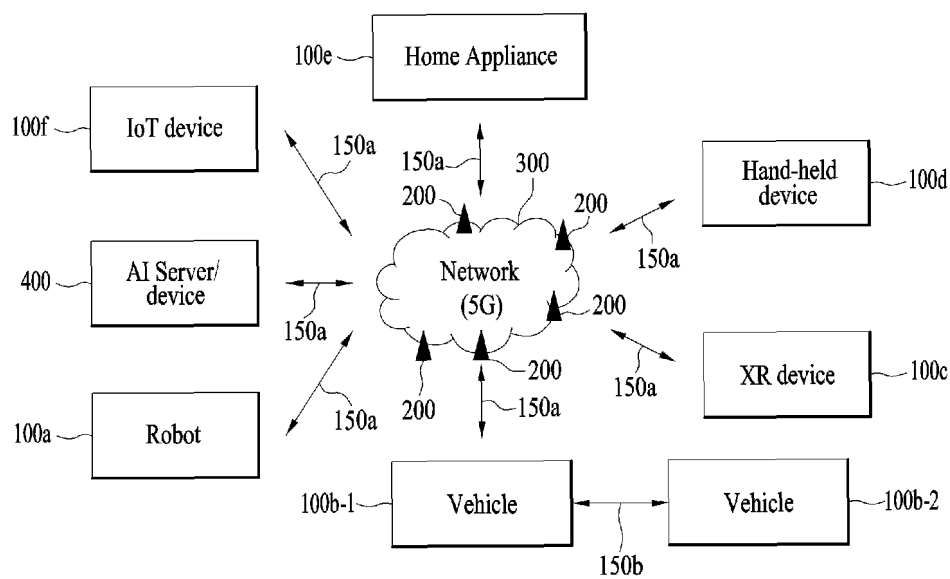 100e
Home Appliance
100f
IoT device
150a
150a
300
200
200
Hand-held
device
100d
150a
400
AI Server/
device
150a
Network
(5G)
200
200
200
150a
150a
XR device
100c
100a
Robot
150a
100b-1
Vehicle
Vehicle
100b-2
150b